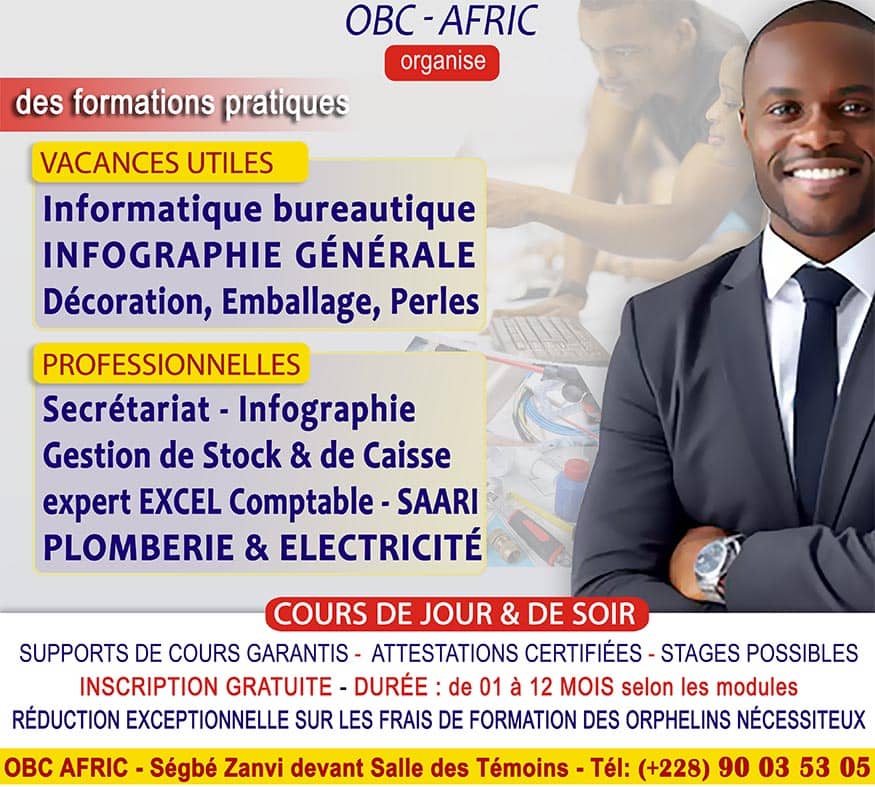 OBC - AFRIC
organise
des formations pratiques
VACANCES UTILES
Informatique bureautique
INFOGRAPHIE GÉNÉRALE
Décoration, Emballage, Perles
PROFESSIONNELLES
Secrétariat - Infographie
Gestion de Stock & de Caisse
expert EXCEL Comptable - SAARI
PLOMBERIE & ELECTRICITÉ
COURS DE JOUR & DE SOIR
SUPPORTS DE COURS GARANTIS - ATTESTATIONS CERTIFIÉES - STAGES POSSIBLES
INSCRIPTION GRATUITE - DURÉE : de 01 à 12 MOIS selon les modules
RÉDUCTION EXCEPTIONNELLE SUR LES FRAIS DE FORMATION DES ORPHELINS NÉCESSITEUX
OBC AFRIC - Ségbé Zanvi devant Salle des Témoins - Tél: (+228) 90 03 53 05